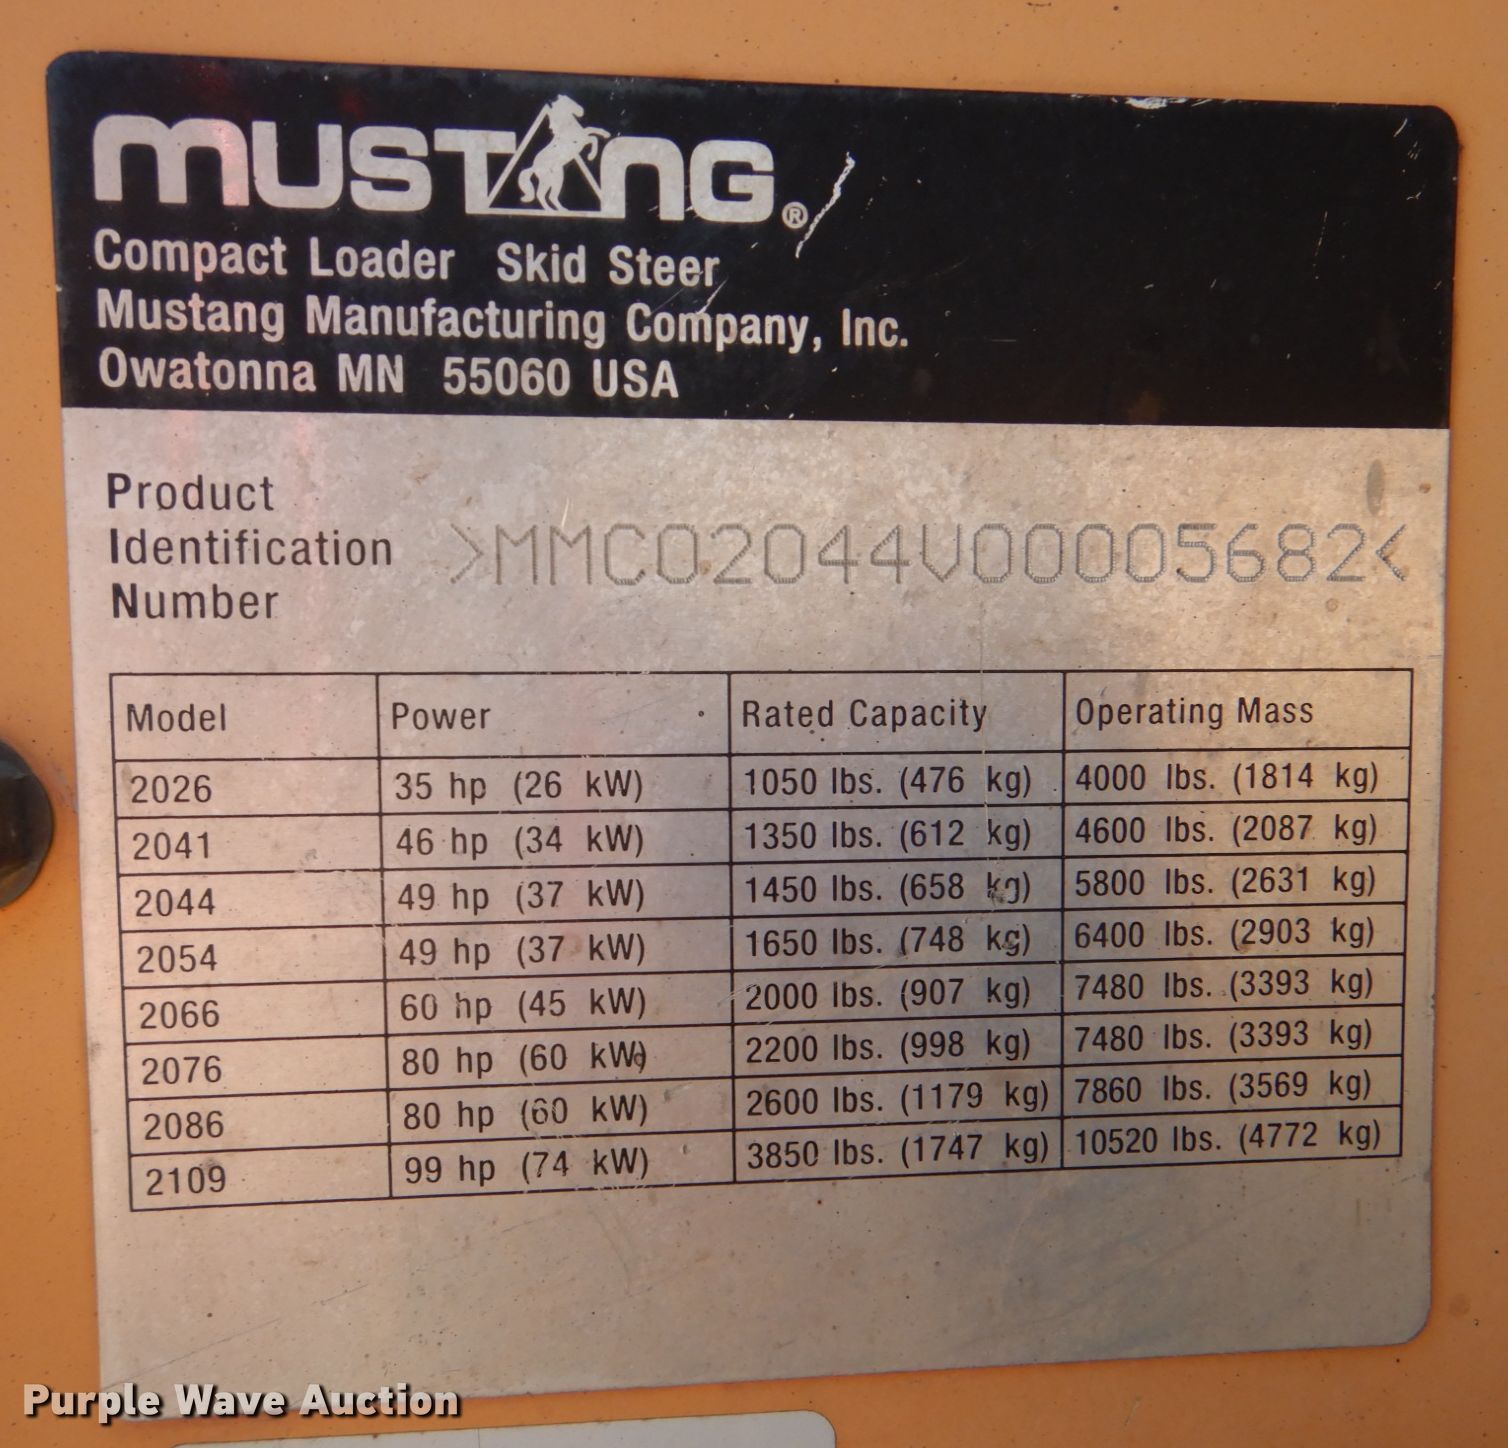 MUSTANG®
Compact Loader Skid Steer
Mustang Manufacturing Company, Inc.
Owatonna MN 55060 USA
Product
Identification
Number
>MMC02044V00005682<
Model Power Rated Capacity Operating Mass
2026 35 hp (26 kW) 1050 lbs. (476 kg) 4000 lbs. (1814 kg)
2041 46 hp (34 kW) 1350 lbs. (612 kg) 4600 lbs. (2087 kg)
2044 49 hp (37 kW) 1450 lbs. (658 kg) 5800 lbs. (2631 kg)
2054 49 hp (37 kW) 1650 lbs. (748 kg) 6400 lbs. (2903 kg)
2066 60 hp (45 kW) 2000 lbs. (907 kg) 7480 lbs. (3393 kg)
2076 80 hp (60 kW) 2200 lbs. (998 kg) 7480 lbs. (3393 kg)
2086 80 hp (60 kW) 2600 lbs. (1179 kg) 7860 lbs. (3569 kg)
2109 99 hp (74 kW) 3850 lbs. (1747 kg) 10520 lbs. (4772 kg)
Purple Wave Auction